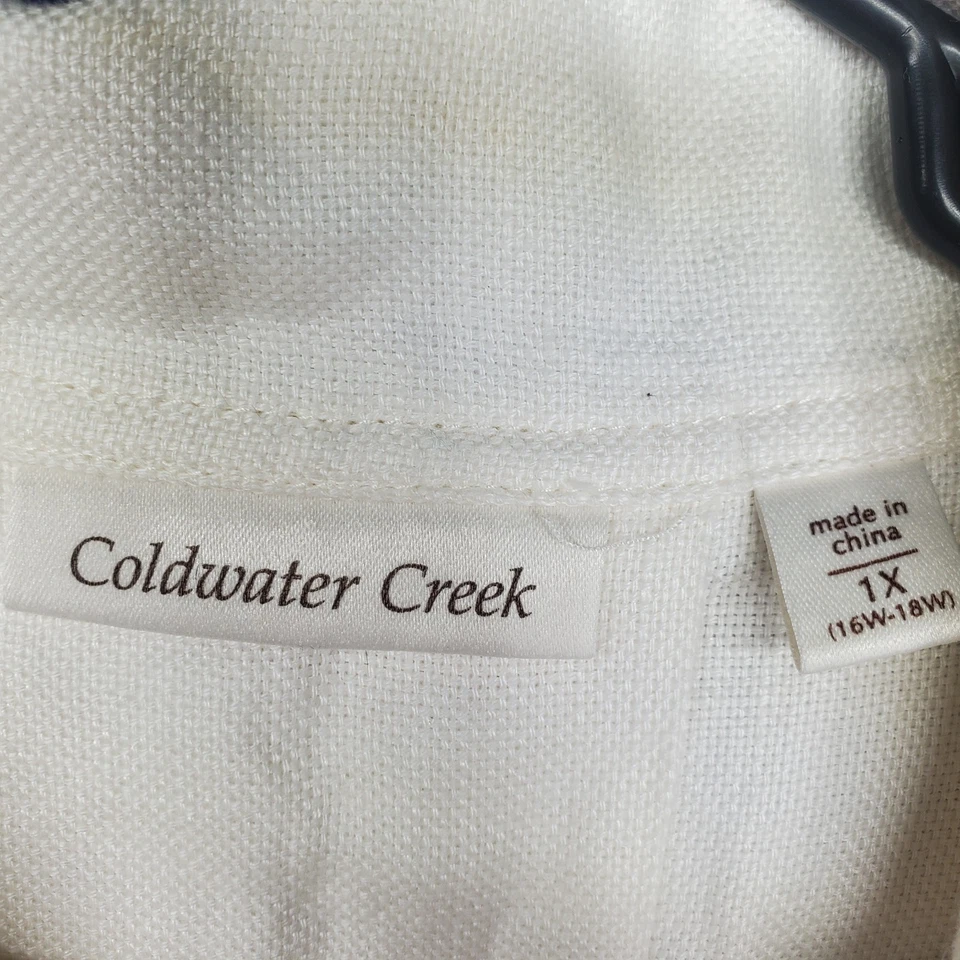 Coldwater Creek
made in
china
1X
(16W-18W)